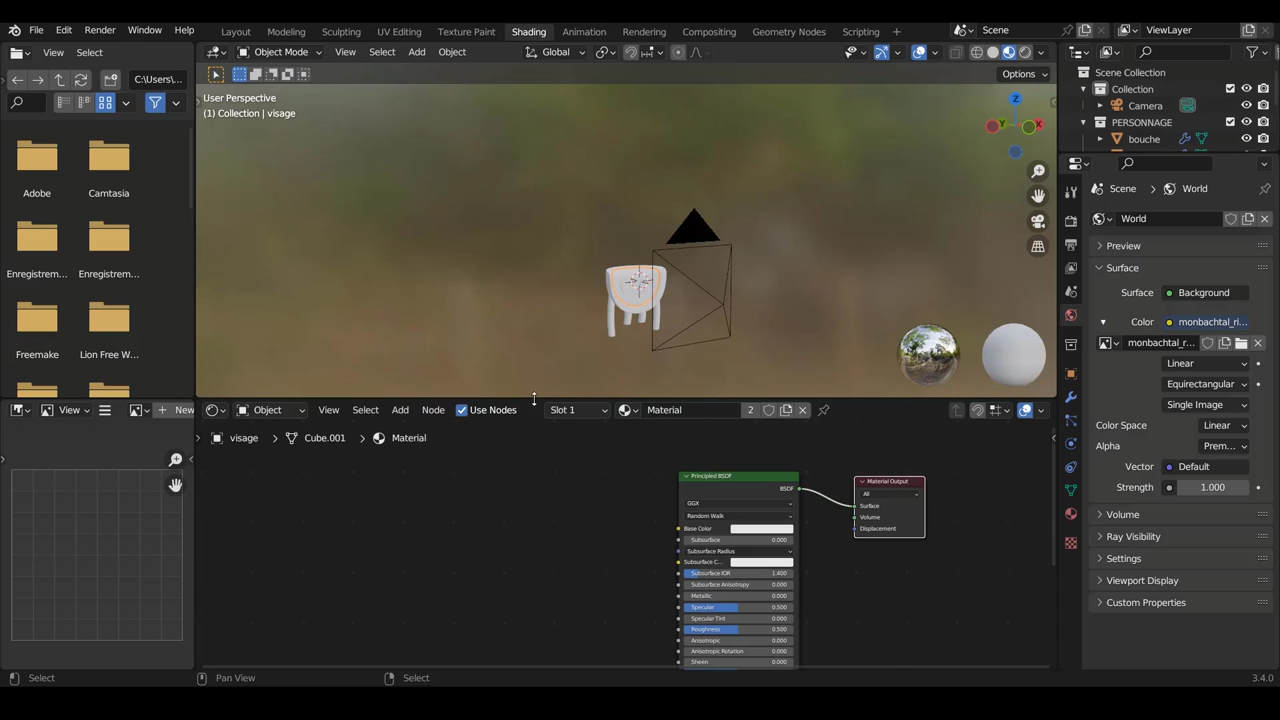 File Edit Render Window Help
Layout Modeling Sculpting UV Editing Texture Paint Shading Animation Rendering Compositing Geometry Nodes Scripting
Scene
ViewLayer
View Select
C:\Users\...
Adobe
Camtasia
Enregistrem...
Enregistrem...
Freemake
Lion Free W...
Object Mode View Select Add Object
Global
Options
User Perspective
(1) Collection | visage
Z
Y
X
Scene Collection
Collection
Camera
PERSONNAGE
bouche
Scene
World
World
Preview
Surface
Surface Background
Color monbachtal_ri...
monbachtal_r...
Linear
Equirectangular
Single Image
Color Space Linear
Alpha Prem...
Vector Default
Strength 1.000
Volume
Ray Visibility
Settings
Viewport Display
Custom Properties
View
New
Object View Select Add Node Use Nodes
Slot 1
Material 2
visage Cube.001 Material
Principled BSDF
BSDF
GGX
Random Walk
Base Color
Subsurface 0.000
Subsurface Radius
Subsurface C...
Subsurface IOR 1.400
Subsurface Anisotropy 0.000
Metallic 0.000
Specular 0.500
Specular Tint 0.000
Roughness 0.500
Anisotropic 0.000
Anisotropic Rotation 0.000
Sheen 0.000
Material Output
All
Surface
Volume
Displacement
Select
Pan View
Select
3.4.0